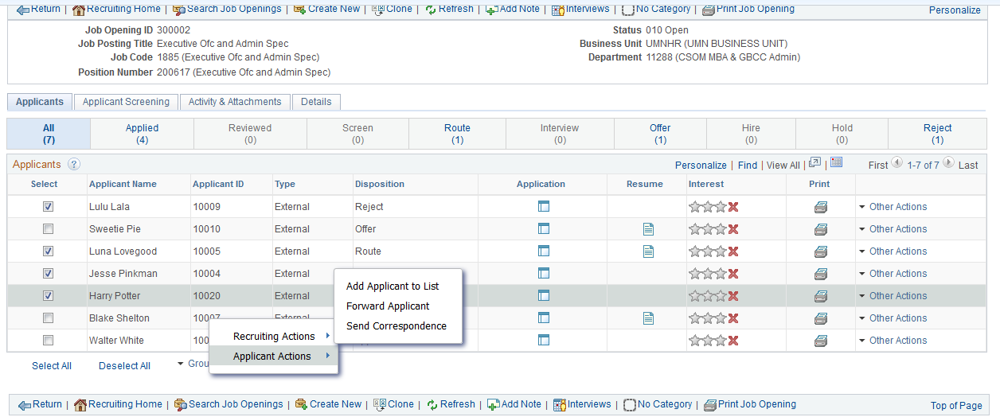 Return | Recruiting Home | Search Job Openings | Create New | Clone | Refresh | Add Note | Interviews | No Category | Print Job Opening Personalize
Job Opening ID 300002 Status 010 Open
Job Posting Title Executive Ofc and Admin Spec Business Unit UMNHR (UMN BUSINESS UNIT)
Job Code 1885 (Executive Ofc and Admin Spec) Department 11288 (CSOM MBA & GBCC Admin)
Position Number 200617 (Executive Ofc and Admin Spec)
Applicants Applicant Screening Activity & Attachments Details
All Applied Reviewed Screen Route Interview Offer Hire Hold Reject
(7) (4) (0) (0) (1) (0) (1) (0) (0) (1)
Applicants ? Personalize | Find | View All | | First 1-7 of 7 Last
Select Applicant Name Applicant ID Type Disposition Application Resume Interest Print
Lulu Lala 10009 External Reject Other Actions
Sweetie Pie 10010 External Offer Other Actions
Luna Lovegood 10005 External Route Other Actions
Jesse Pinkman 10004 External Other Actions
Add Applicant to List
Harry Potter 10020 External Other Actions
Forward Applicant
Blake Shelton 10007 External Other Actions
Send Correspondence
Recruiting Actions
Walter White Other Actions
Applicant Actions
Select All Deselect All
Return | Recruiting Home | Search Job Openings | Create New | Clone | Refresh | Add Note | Interviews | No Category | Print Job Opening Top of Page